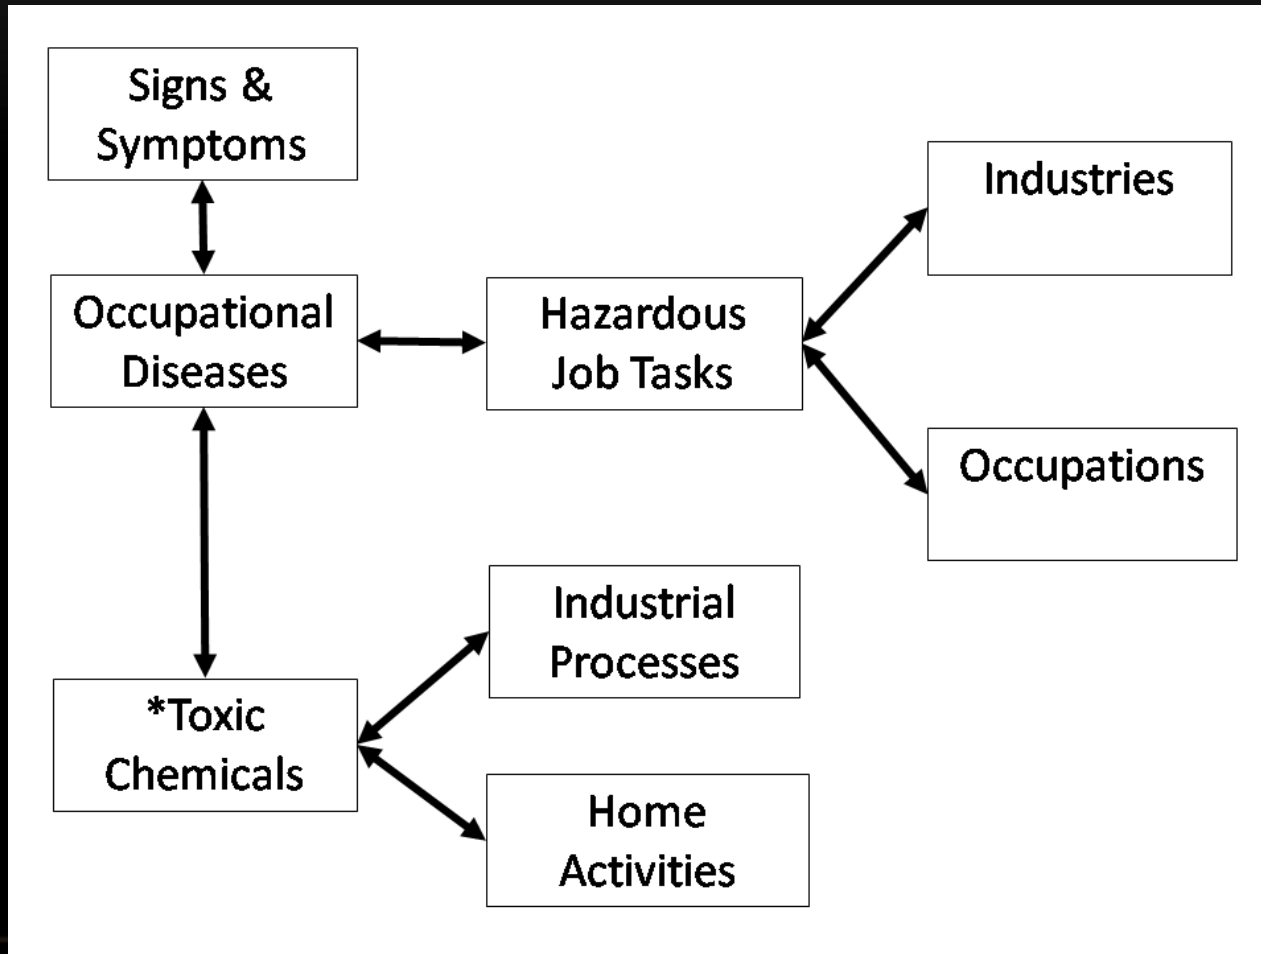 Signs &
Symptoms
Industries
Occupational
Diseases
Hazardous
Job Tasks
Occupations
Industrial
Processes
*Toxic
Chemicals
Home
Activities